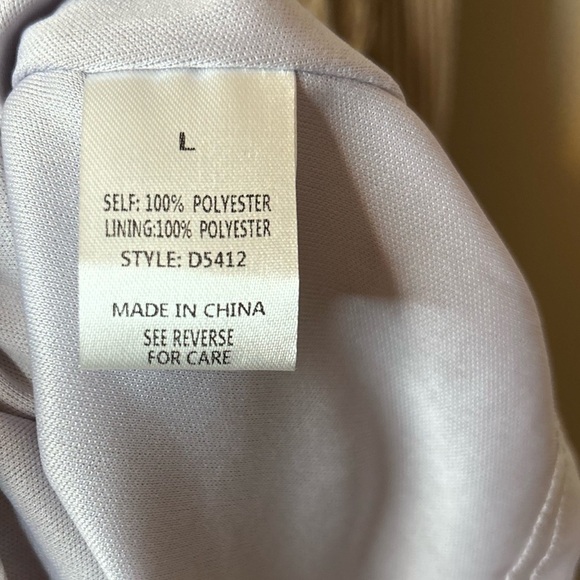 L
SELF: 100% POLYESTER
LINING:100% POLYESTER
STYLE: D5412
MADE IN CHINA
SEE REVERSE
FOR CARE